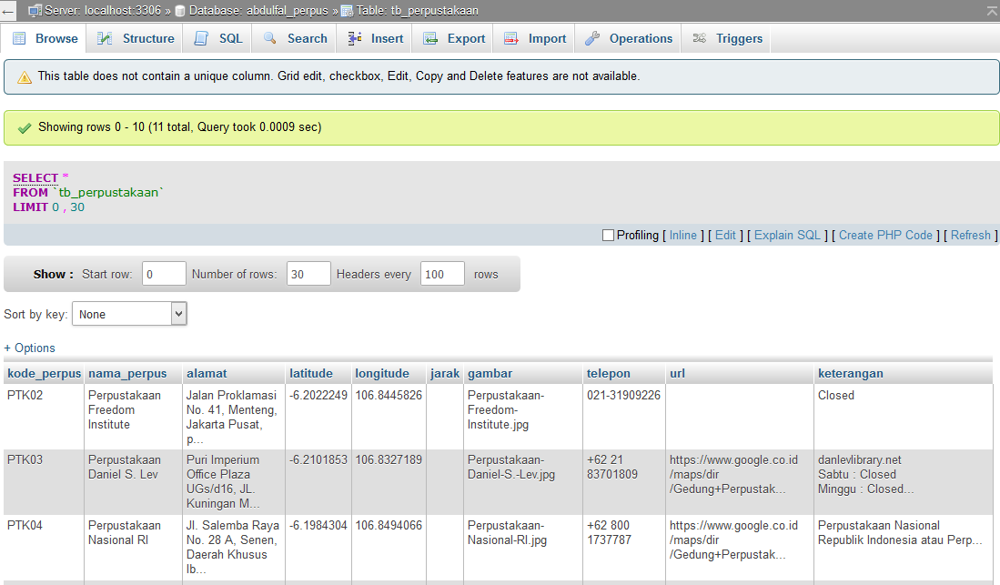 Server: localhost:3306 » Database: abdulfal_perpus » Table: tb_perpustakaan
Browse Structure SQL Search Insert Export Import Operations Triggers
This table does not contain a unique column. Grid edit, checkbox, Edit, Copy and Delete features are not available.
Showing rows 0 - 10 (11 total, Query took 0.0009 sec)
SELECT *
FROM `tb_perpustakaan`
LIMIT 0 , 30
Profiling [ Inline ] [ Edit ] [ Explain SQL ] [ Create PHP Code ] [ Refresh ]
Show : Start row: 0 Number of rows: 30 Headers every 100 rows
Sort by key: None
+ Options
kode_perpus nama_perpus alamat latitude longitude jarak gambar telepon url keterangan
PTK02 Perpustakaan Jalan Proklamasi -6.2022249 106.8445826 Perpustakaan- 021-31909226 Closed
Freedom No. 41, Menteng, Freedom-
Institute Jakarta Pusat, Institute.jpg
p...
PTK03 Perpustakaan Puri Imperium -6.2101853 106.8327189 Perpustakaan- +62 21 https://www.google.co.id danlevlibrary.net
Daniel S. Lev Office Plaza Daniel-S.-Lev.jpg 83701809 /maps/dir Sabtu : Closed
UGs/d16, JL. /Gedung+Perpustak... Minggu : Closed...
Kuningan M...
PTK04 Perpustakaan Jl. Salemba Raya -6.1984304 106.8494066 Perpustakaan- +62 800 https://www.google.co.id Perpustakaan Nasional
Nasional RI No. 28 A, Senen, Nasional-RI.jpg 1737787 /maps/dir Republik Indonesia atau Perp...
Daerah Khusus /Gedung+Perpustak...
Ib...